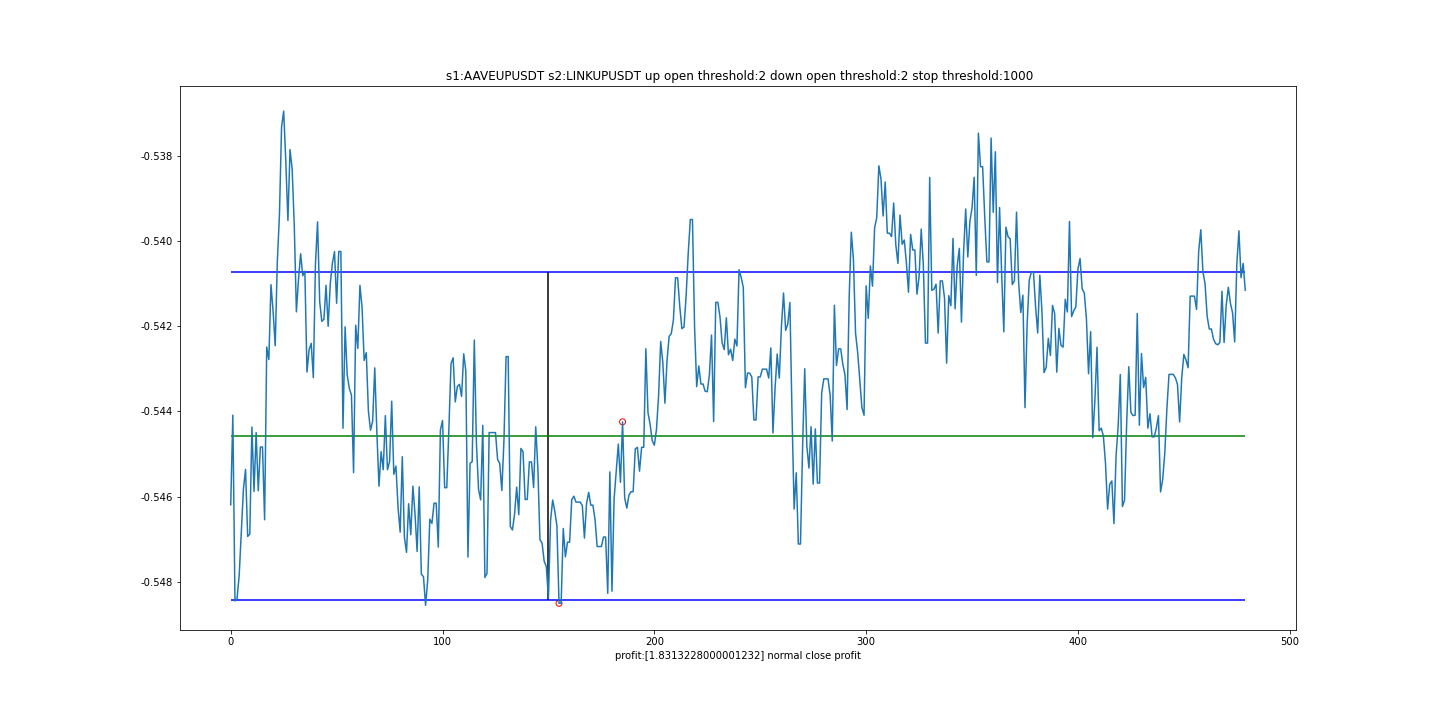 s1:AAVEUPUSDT s2:LINKUPUSDT up open threshold:2 down open threshold:2 stop threshold:1000
-0.538
-0.540
-0.542
-0.544
-0.546
-0.548
0 100 200 300 400 500
profit:[1.8313228000001232] normal close profit